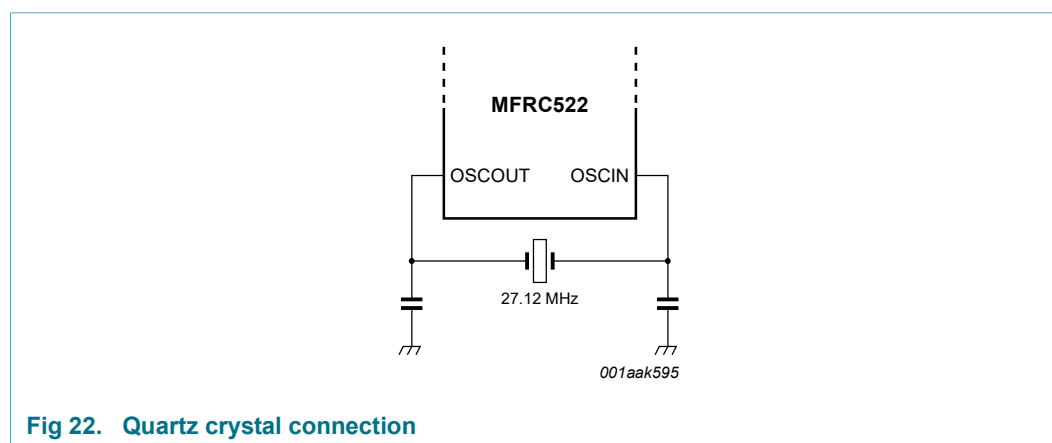 MFRC522
OSCOUT OSCIN
27.12 MHz
001aak595
Fig 22. Quartz crystal connection